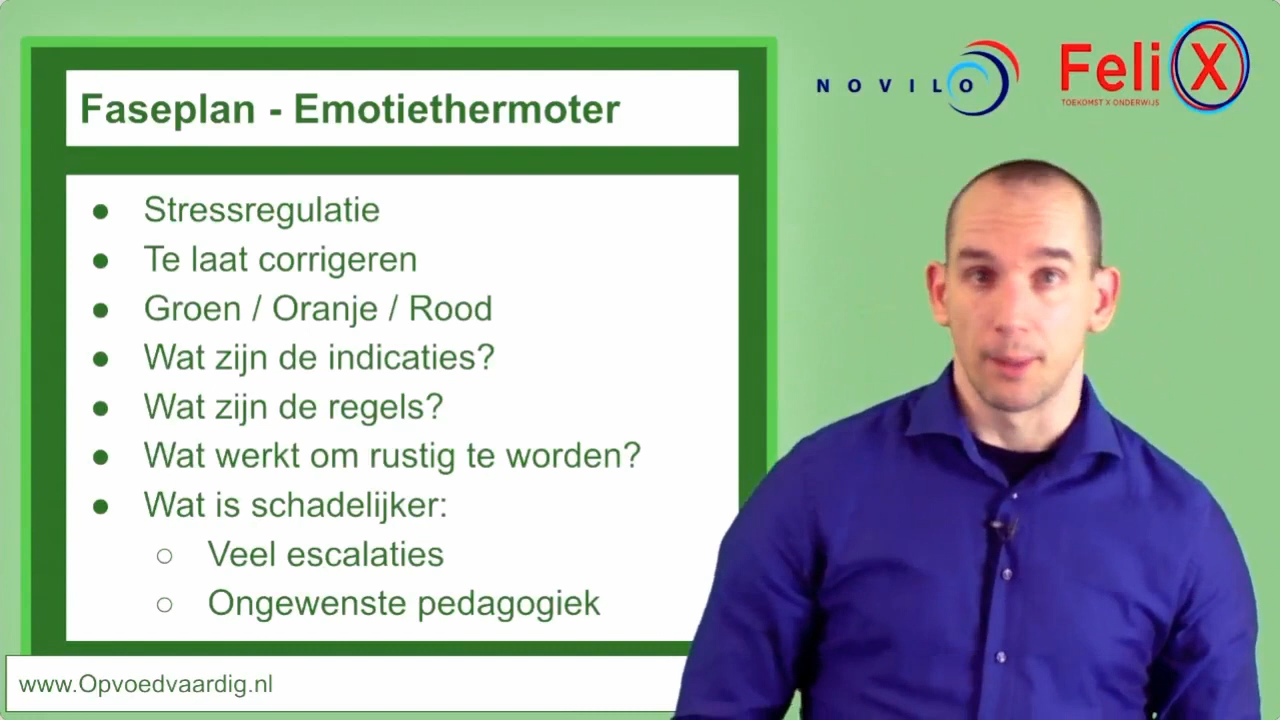 Faseplan - Emotiethermoter
NOVILO
FeliX
TOEKOMST X ONDERWIJS
● Stressregulatie
● Te laat corrigeren
● Groen / Oranje / Rood
● Wat zijn de indicaties?
● Wat zijn de regels?
● Wat werkt om rustig te worden?
● Wat is schadelijker:
○ Veel escalaties
○ Ongewenste pedagogiek
www.Opvoedvaardig.nl